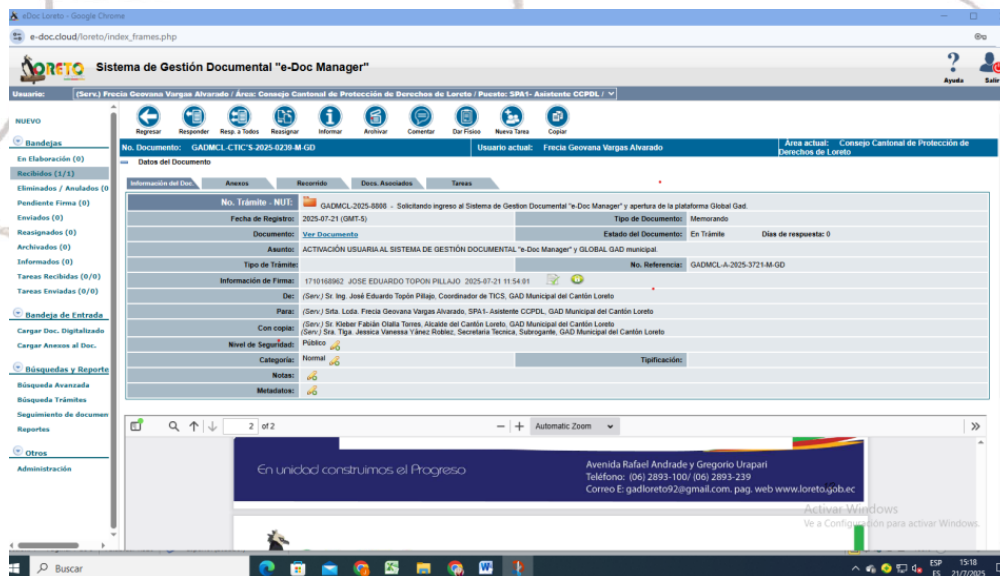 eDoc Loreto - Google Chrome
e-doc.cloud/loreto/index_frames.php
LORETO
Sistema de Gestión Documental "e-Doc Manager"
Ayuda
Salir
Usuario:
(Serv.) Frecia Geovana Vargas Alvarado / Área: Consejo Cantonal de Protección de Derechos de Loreto / Puesto: SPA1- Asistente CCPDL /
NUEVO
Bandejas
En Elaboración (0)
Recibidos (1/1)
Eliminados / Anulados (0
Pendiente Firma (0)
Enviados (0)
Reasignados (0)
Archivados (0)
Informados (0)
Tareas Recibidas (0/0)
Tareas Enviadas (0/0)
Bandeja de Entrada
Cargar Doc. Digitalizado
Cargar Anexos al Doc.
Búsquedas y Reporte
Búsqueda Avanzada
Búsqueda Trámites
Seguimiento de documen
Reportes
Otros
Administración
Regresar
Responder
Resp. a Todos
Reasignar
Informar
Archivar
Comentar
Dar Físico
Nueva Tarea
Copiar
No. Documento: GADMCL-CTIC'S-2025-0239-M-GD
Usuario actual: Frecia Geovana Vargas Alvarado
Área actual: Consejo Cantonal de Protección de
Derechos de Loreto
Datos del Documento
Información del Doc.
Anexos
Recorrido
Docs. Asociados
Tareas
No. Trámite - NUT: GADMCL-2025-8808 - Solicitando ingreso al Sistema de Gestion Documental "e-Doc Manager" y apertura de la plataforma Global Gad.
Fecha de Registro: 2025-07-21 (GMT-5)
Tipo de Documento: Memorando
Documento: Ver Documento
Estado del Documento: En Trámite Días de respuesta: 0
Asunto: ACTIVACIÓN USUARIA AL SISTEMA DE GESTIÓN DOCUMENTAL "e-Doc Manager" y GLOBAL GAD municipal.
Tipo de Trámite:
No. Referencia: GADMCL-A-2025-3721-M-GD
Información de Firma: 1710168962 JOSE EDUARDO TOPON PILLAJO 2025-07-21 11:54:01
De: (Serv.) Sr. Ing. José Eduardo Topón Pillajo, Coordinador de TICS, GAD Municipal del Cantón Loreto
Para: (Serv.) Srta. Lcda. Frecia Geovana Vargas Alvarado, SPA1- Asistente CCPDL, GAD Municipal del Cantón Loreto
Con copia: (Serv.) Sr. Kleber Fabián Olalla Torres, Alcalde del Cantón Loreto, GAD Municipal del Cantón Loreto
(Serv.) Sra. Tlga. Jessica Vanessa Yánez Roblez, Secretaria Tecnica, Subrogante, GAD Municipal del Cantón Loreto
Nivel de Seguridad: Público
Categoría: Normal
Tipificación:
Notas:
Metadatos:
2 of 2
Automatic Zoom
En unidad construimos el Progreso
Avenida Rafael Andrade y Gregorio Urapari
Teléfono: (06) 2893-100/ (06) 2893-239
Correo E: gadloreto92@gmail.com. pag. web www.loreto.gob.ec
Activar Windows
Ve a Configuración para activar Windows.
Buscar
ESP
ES
15:18
21/7/2025